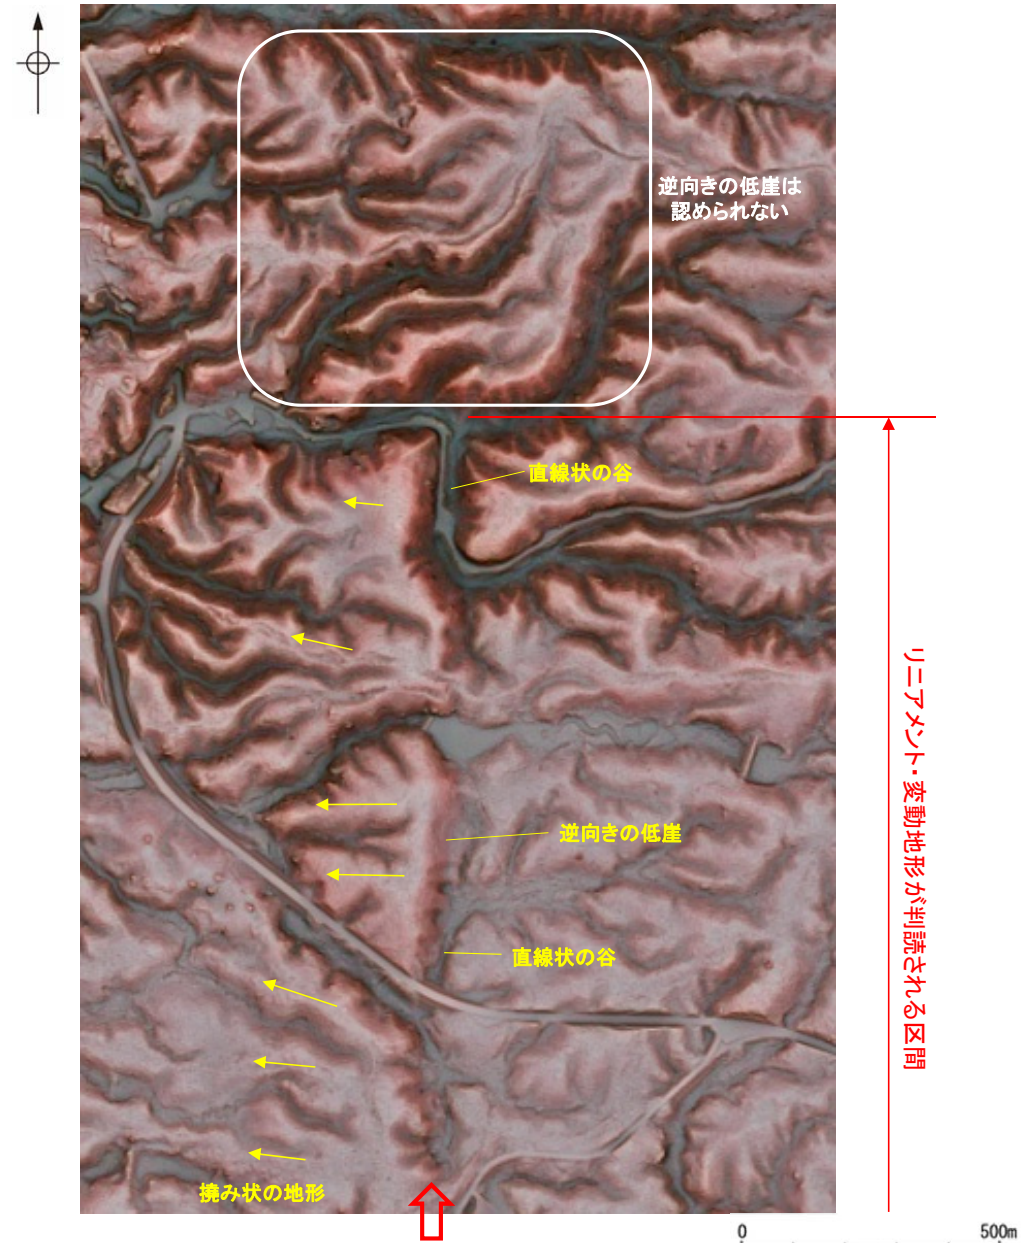 逆向きの低崖は
認められない
直線状の谷
リニアメント・変動地形が判読される区間
逆向きの低崖
直線状の谷
撓み状の地形
0 500m